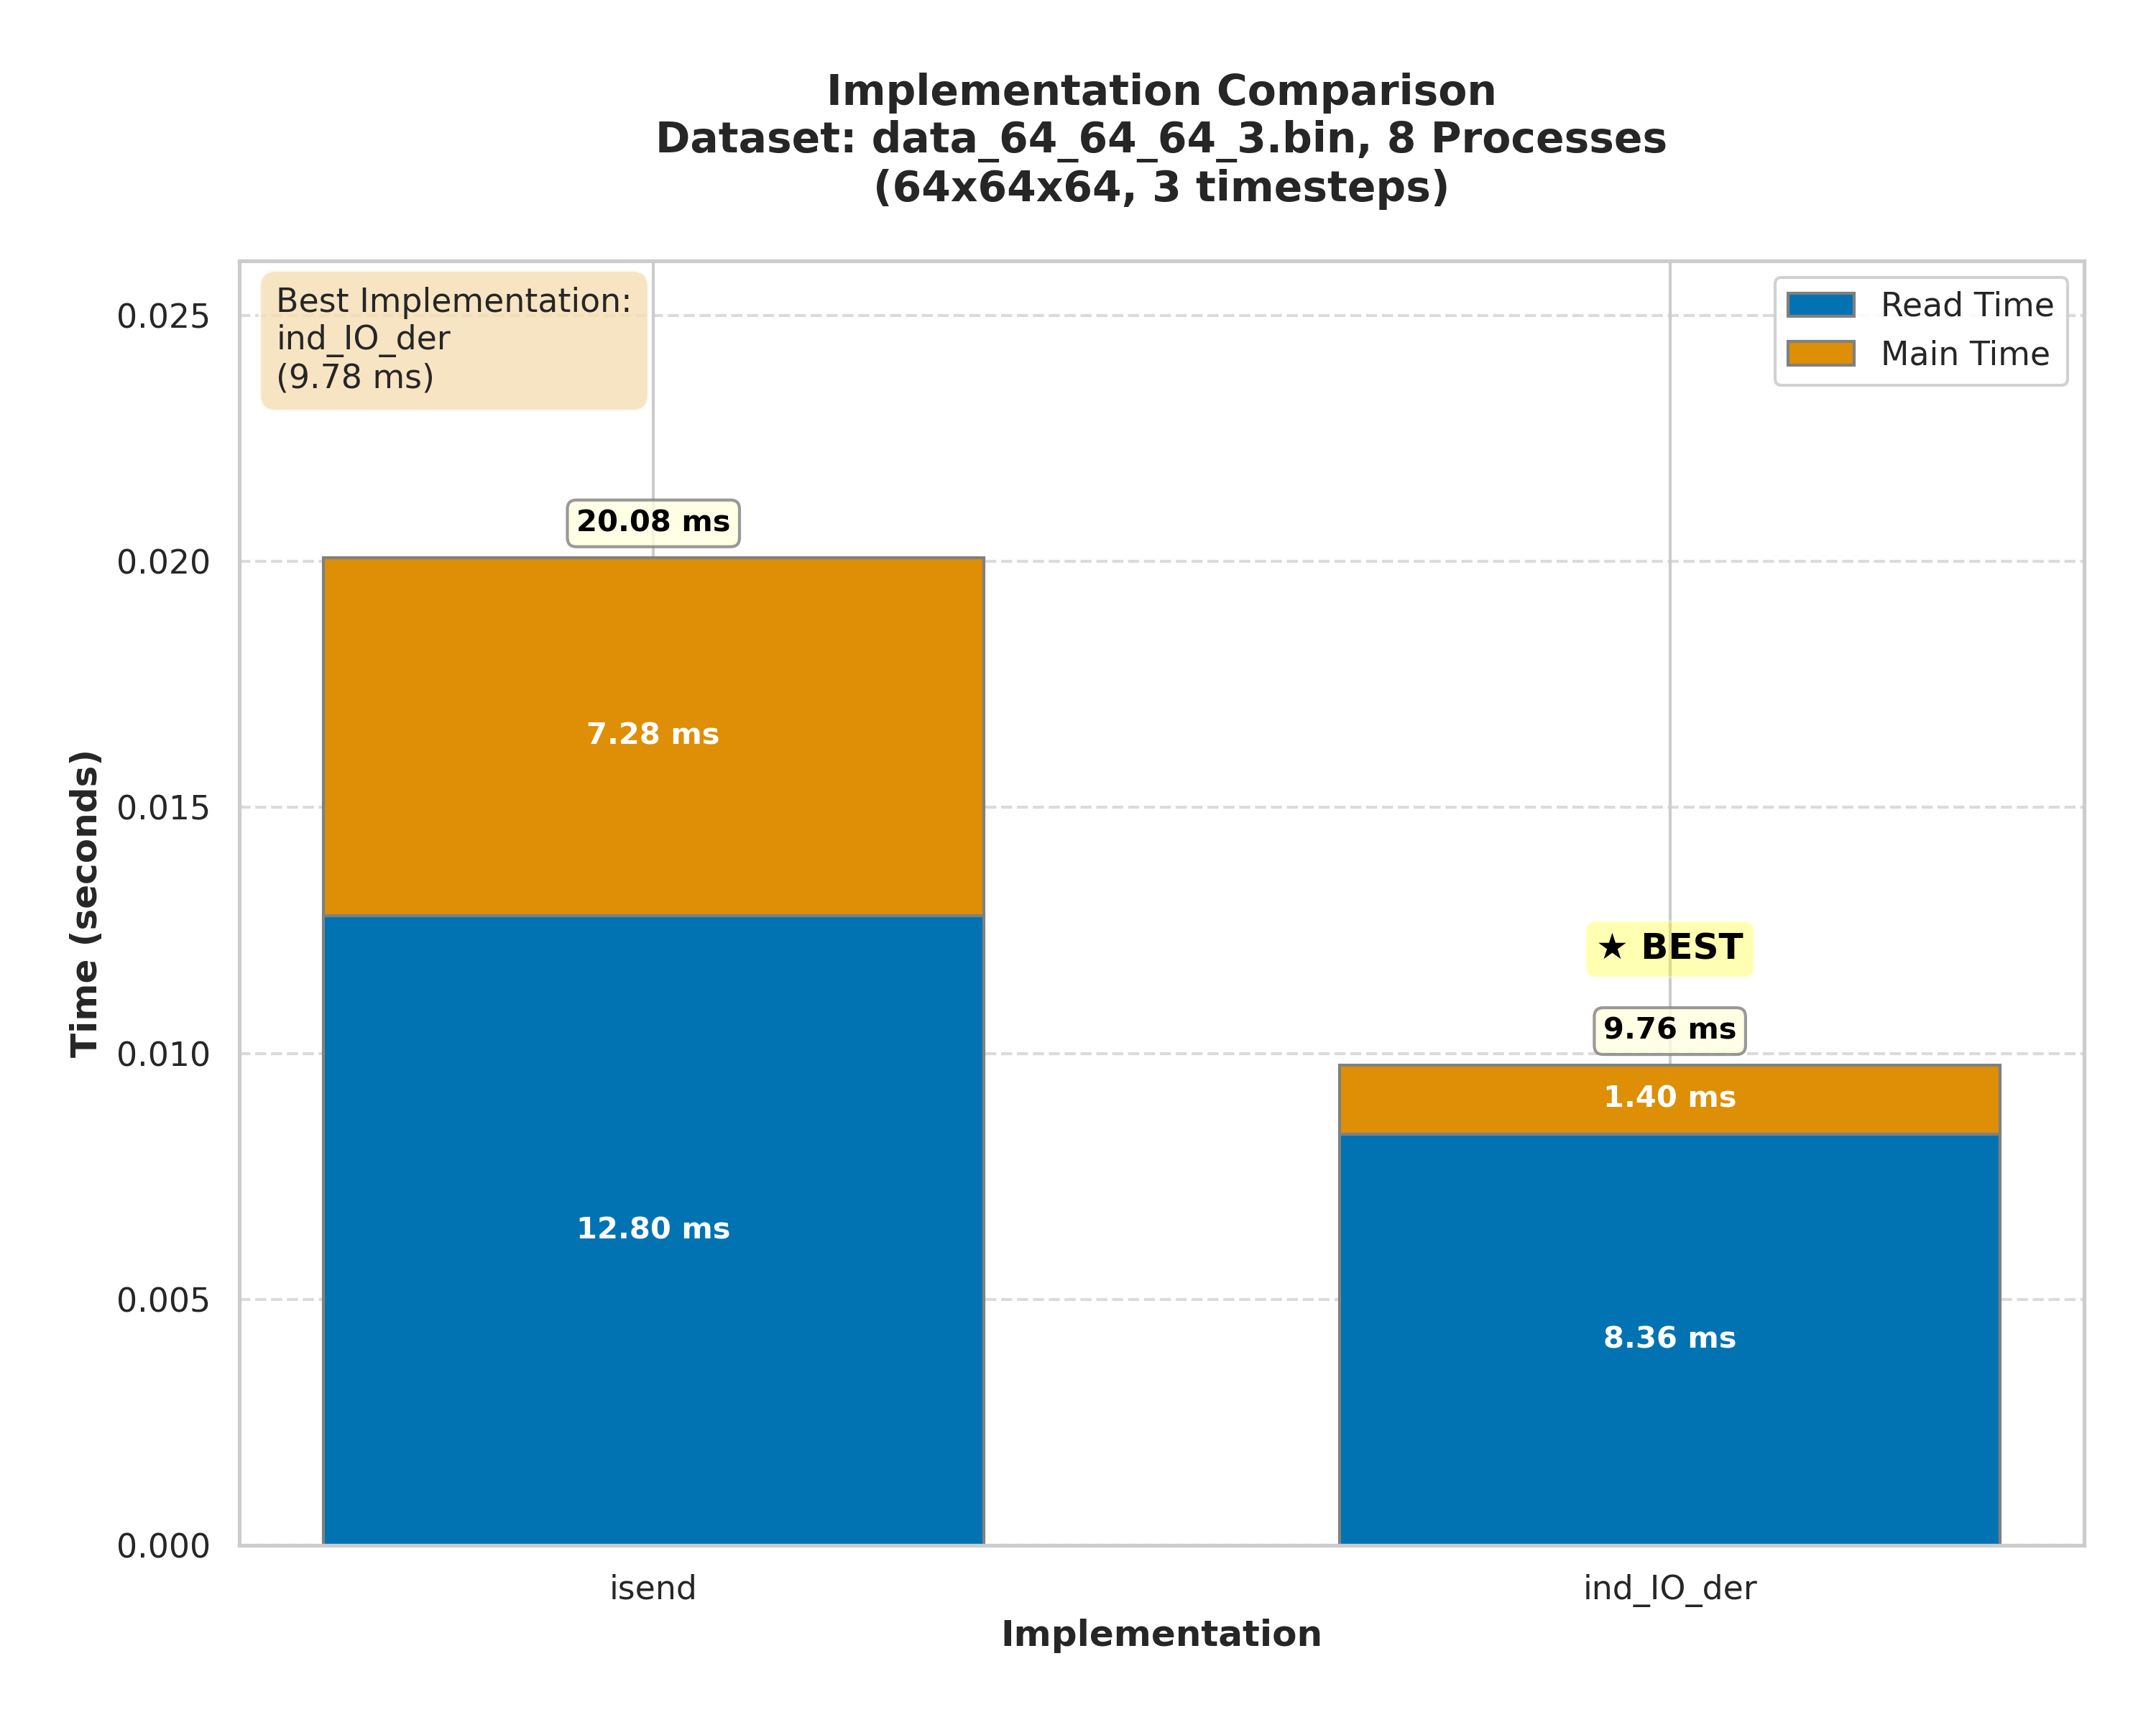 Implementation Comparison
Dataset: data_64_64_64_3.bin, 8 Processes
(64x64x64, 3 timesteps)
Best Implementation:
ind_IO_der
(9.78 ms)
Read Time
Main Time
Time (seconds)
0.025
0.020
0.015
0.010
0.005
0.000
20.08 ms
7.28 ms
12.80 ms
★ BEST
9.76 ms
1.40 ms
8.36 ms
isend
ind_IO_der
Implementation